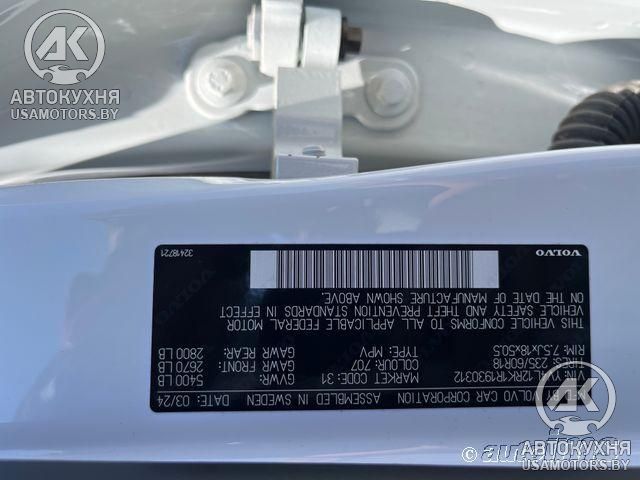 AK
АВТОКУХНЯ
USAMOTORS.BY
VOLVO CAR CORPORATION ASSEMBLED IN SWEDEN DATE: 03/24
MARKET CODE: 31 GVWR: 5400 LB
TIRES: 235/60R18 COLOUR: 707 GAWR FRONT: 2670 LB
RIM: 7.5Jx18x50.5 TYPE: MPV GAWR REAR: 2800 LB
THIS VEHICLE CONFORMS TO ALL APPLICABLE FEDERAL MOTOR
VEHICLE SAFETY AND THEFT PREVENTION STANDARDS IN EFFECT
ON THE DATE OF MANUFACTURE SHOWN ABOVE.
VOLVO 32418721
AK
АВТОКУХНЯ
USAMOTORS.BY